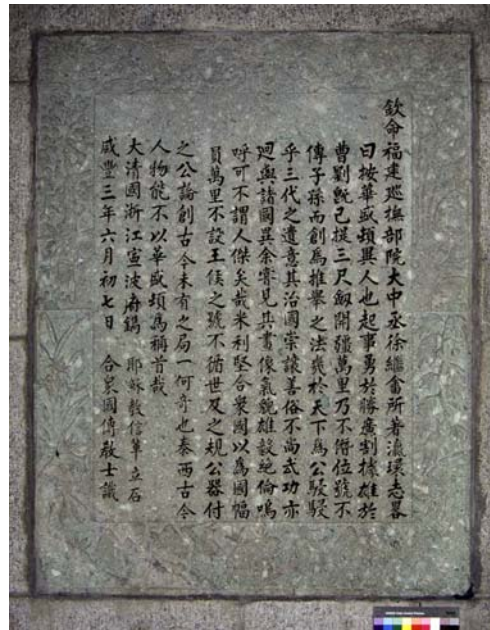 欽命福建巡撫部院大中丞徐繼畬所著瀛環志畧
曰按華盛頓異人也起事勇於勝廣割據雄於
曹劉既已提三尺劔開疆萬里乃不僭位號不
傳子孫而創爲推舉之法幾於天下爲公駸駸
乎三代之遺意其治國崇讓善俗不尚武功亦
迥與諸國異余嘗見其畫像氣貌雄毅絶倫嗚
呼可不謂人傑矣哉米利堅合衆國以爲國幅
員萬里不設王侯之號不循世及之規公器付
之公論創古今未有之局一何奇也泰西古今
人物能不以華盛頓爲稱首哉
大清國浙江寧波府鐫 耶穌教信輩立石
咸豐三年六月初七日 合衆國傳教士識